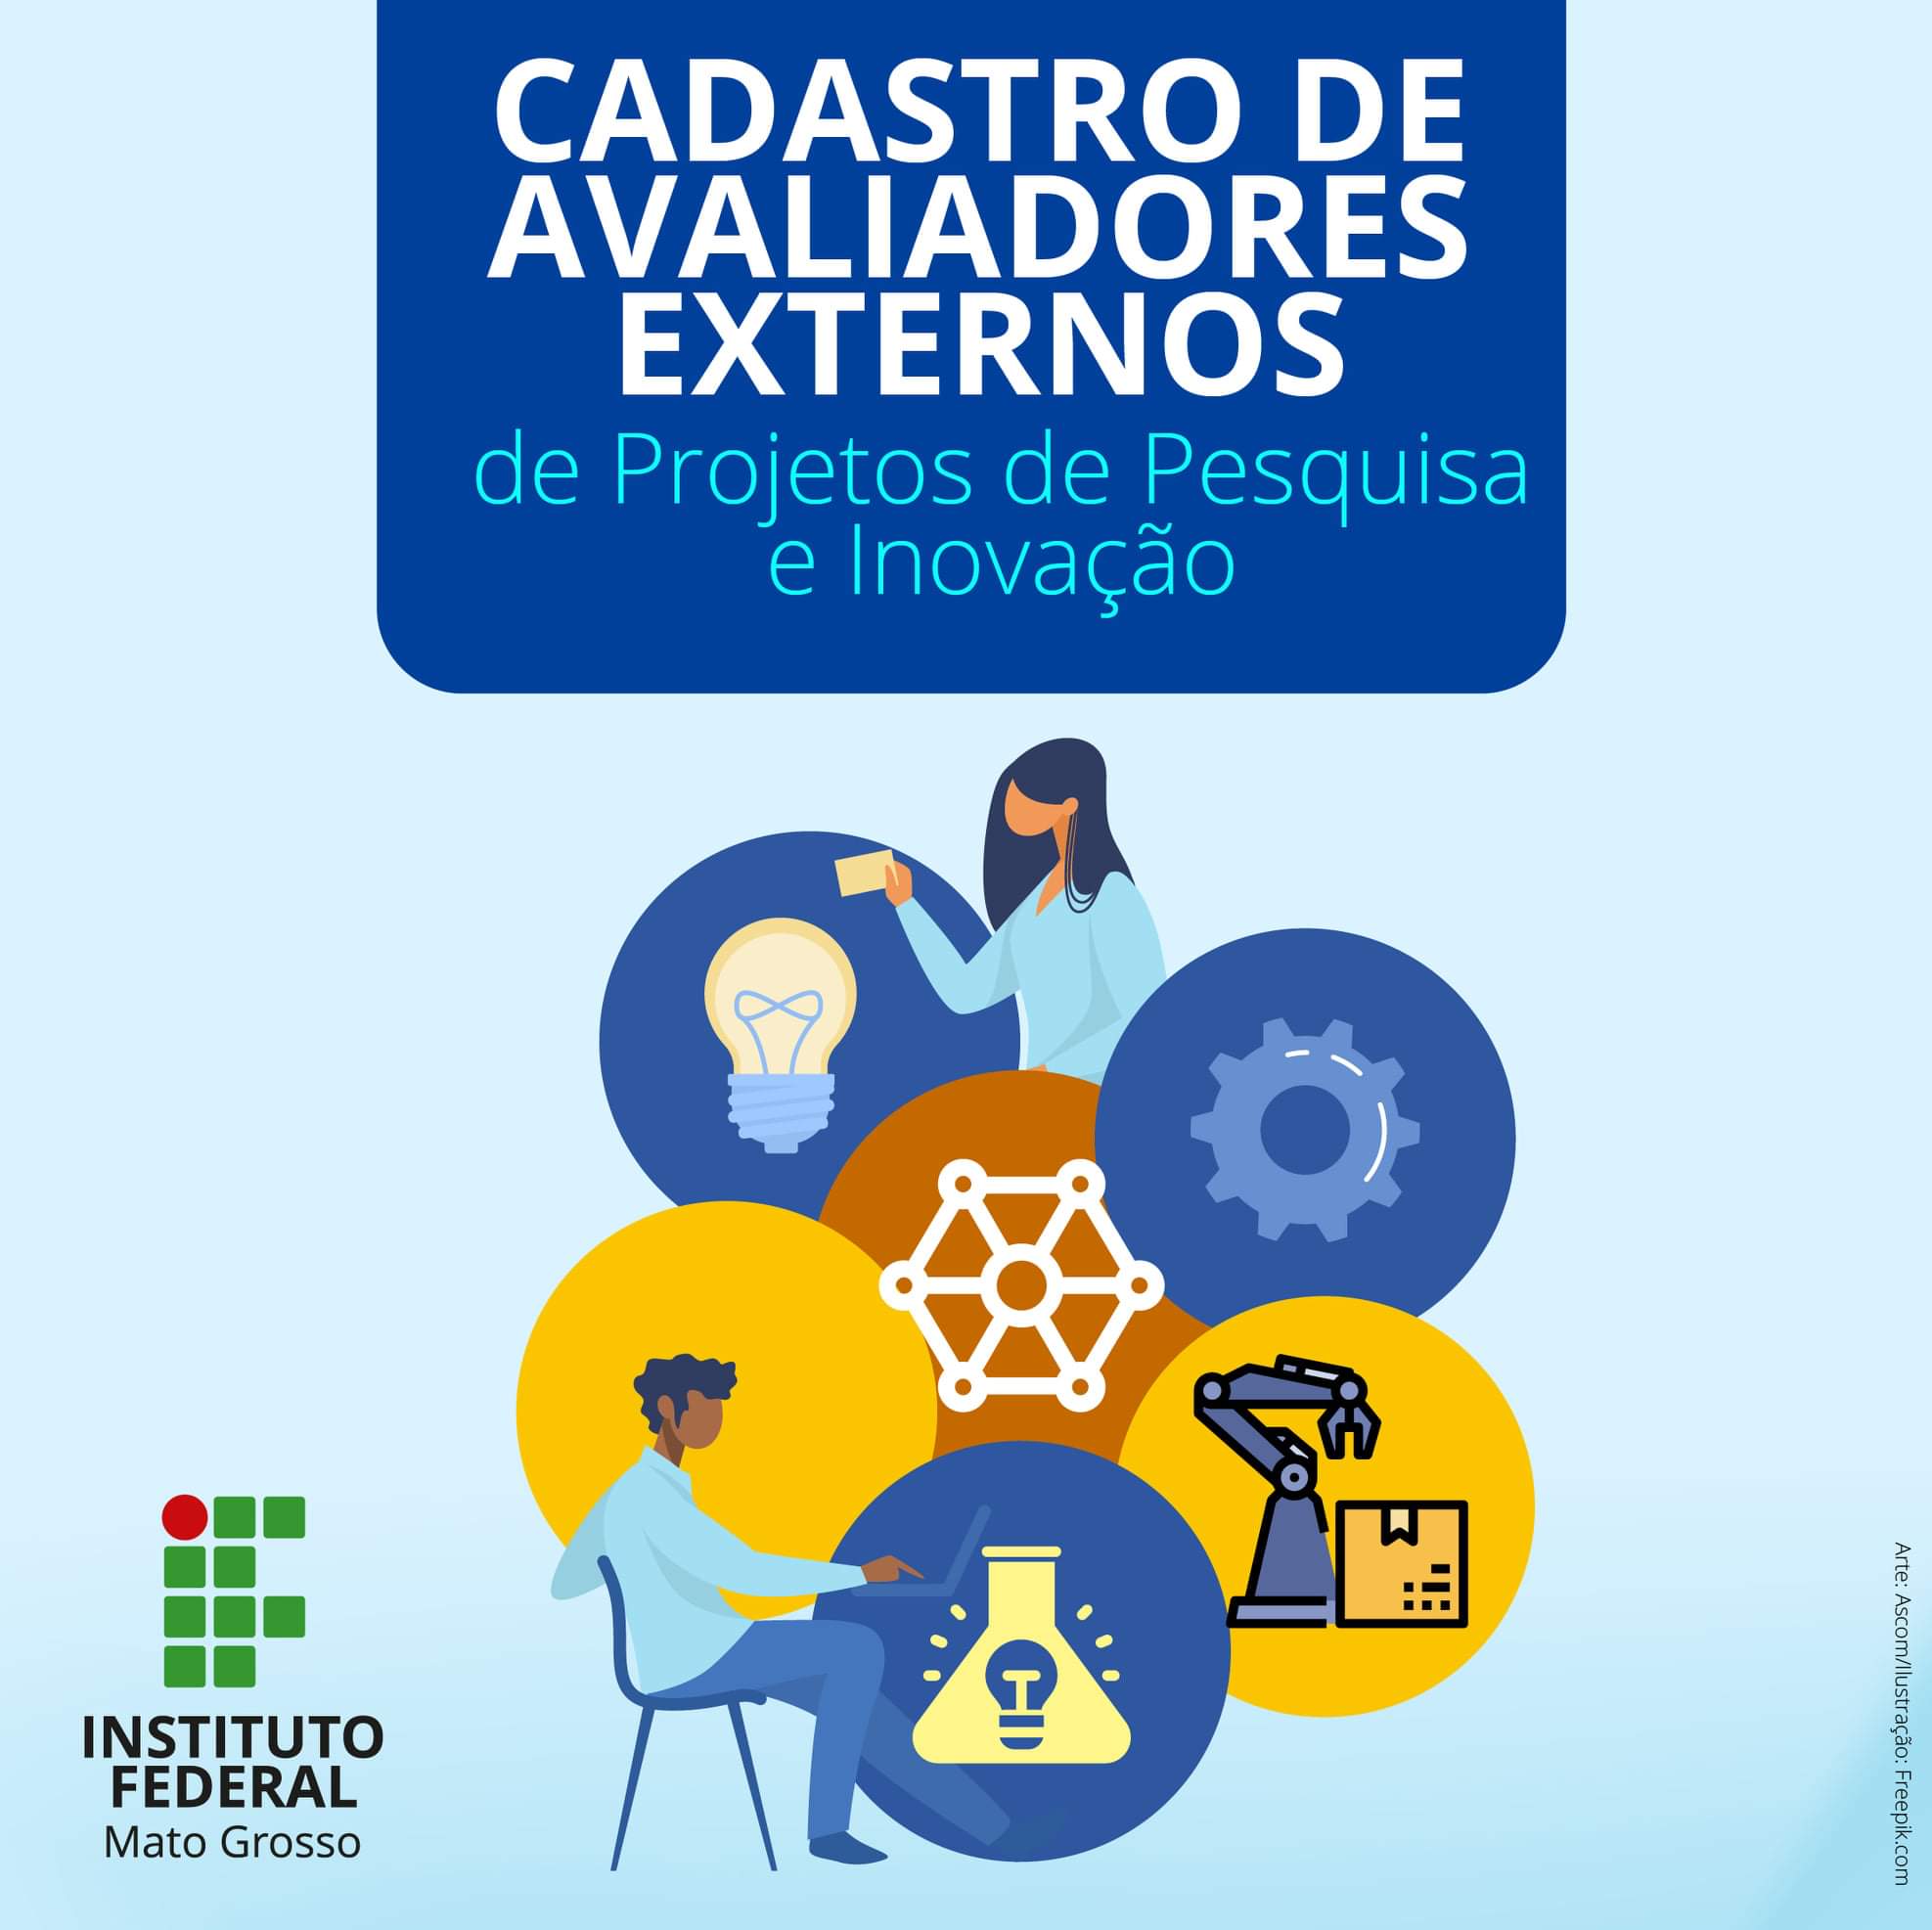 CADASTRO DE
AVALIADORES
EXTERNOS
de Projetos de Pesquisa
e Inovação
INSTITUTO
FEDERAL
Mato Grosso
Arte: Ascom/Ilustração: Freepik.com